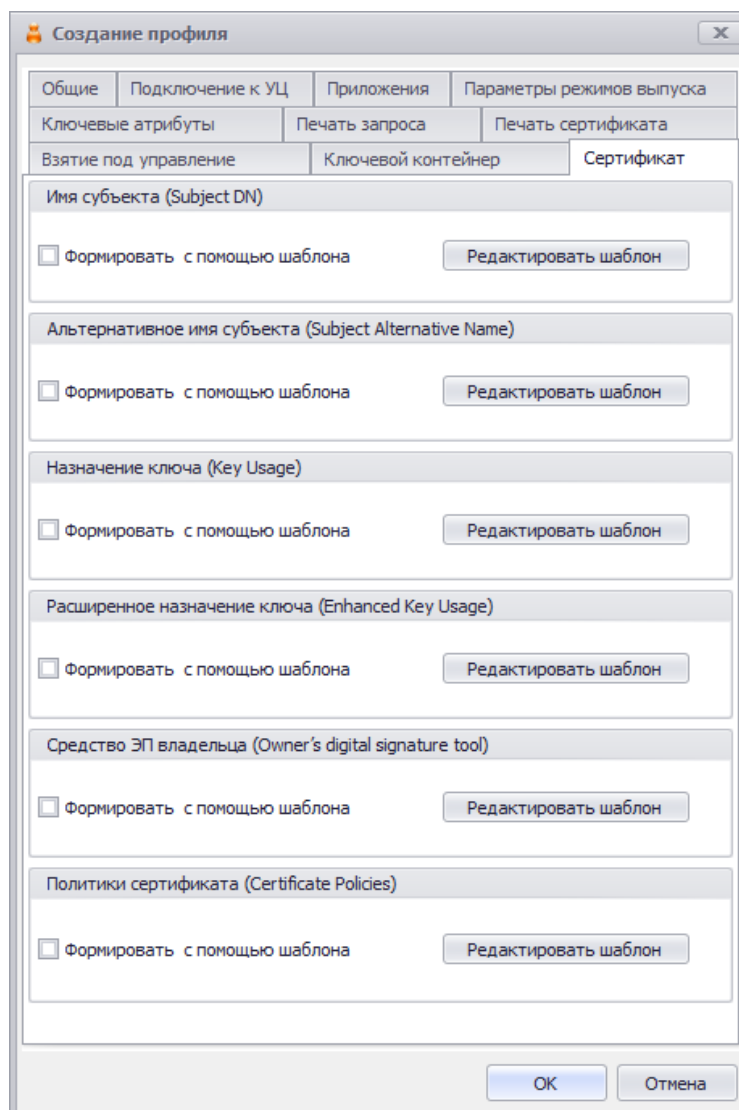 Создание профиля
Общие Подключение к УЦ Приложения Параметры режимов выпуска
Ключевые атрибуты Печать запроса Печать сертификата
Взятие под управление Ключевой контейнер Сертификат
Имя субъекта (Subject DN)
Формировать с помощью шаблона Редактировать шаблон
Альтернативное имя субъекта (Subject Alternative Name)
Формировать с помощью шаблона Редактировать шаблон
Назначение ключа (Key Usage)
Формировать с помощью шаблона Редактировать шаблон
Расширенное назначение ключа (Enhanced Key Usage)
Формировать с помощью шаблона Редактировать шаблон
Средство ЭП владельца (Owner’s digital signature tool)
Формировать с помощью шаблона Редактировать шаблон
Политики сертификата (Certificate Policies)
Формировать с помощью шаблона Редактировать шаблон
OK Отмена